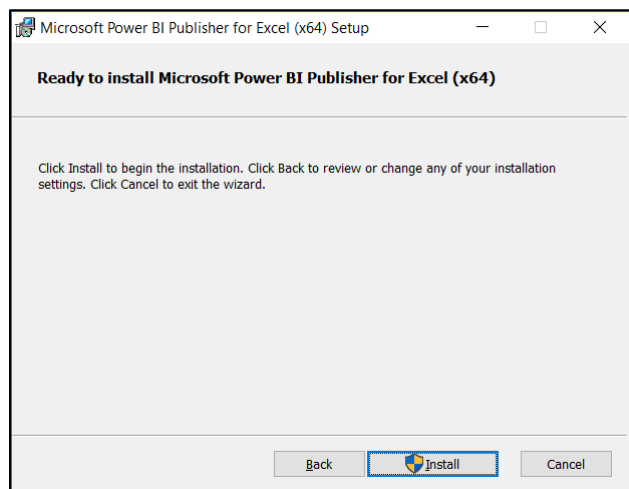 Microsoft Power BI Publisher for Excel (x64) Setup
Ready to install Microsoft Power BI Publisher for Excel (x64)
Click Install to begin the installation. Click Back to review or change any of your installation
settings. Click Cancel to exit the wizard.
Back Install Cancel